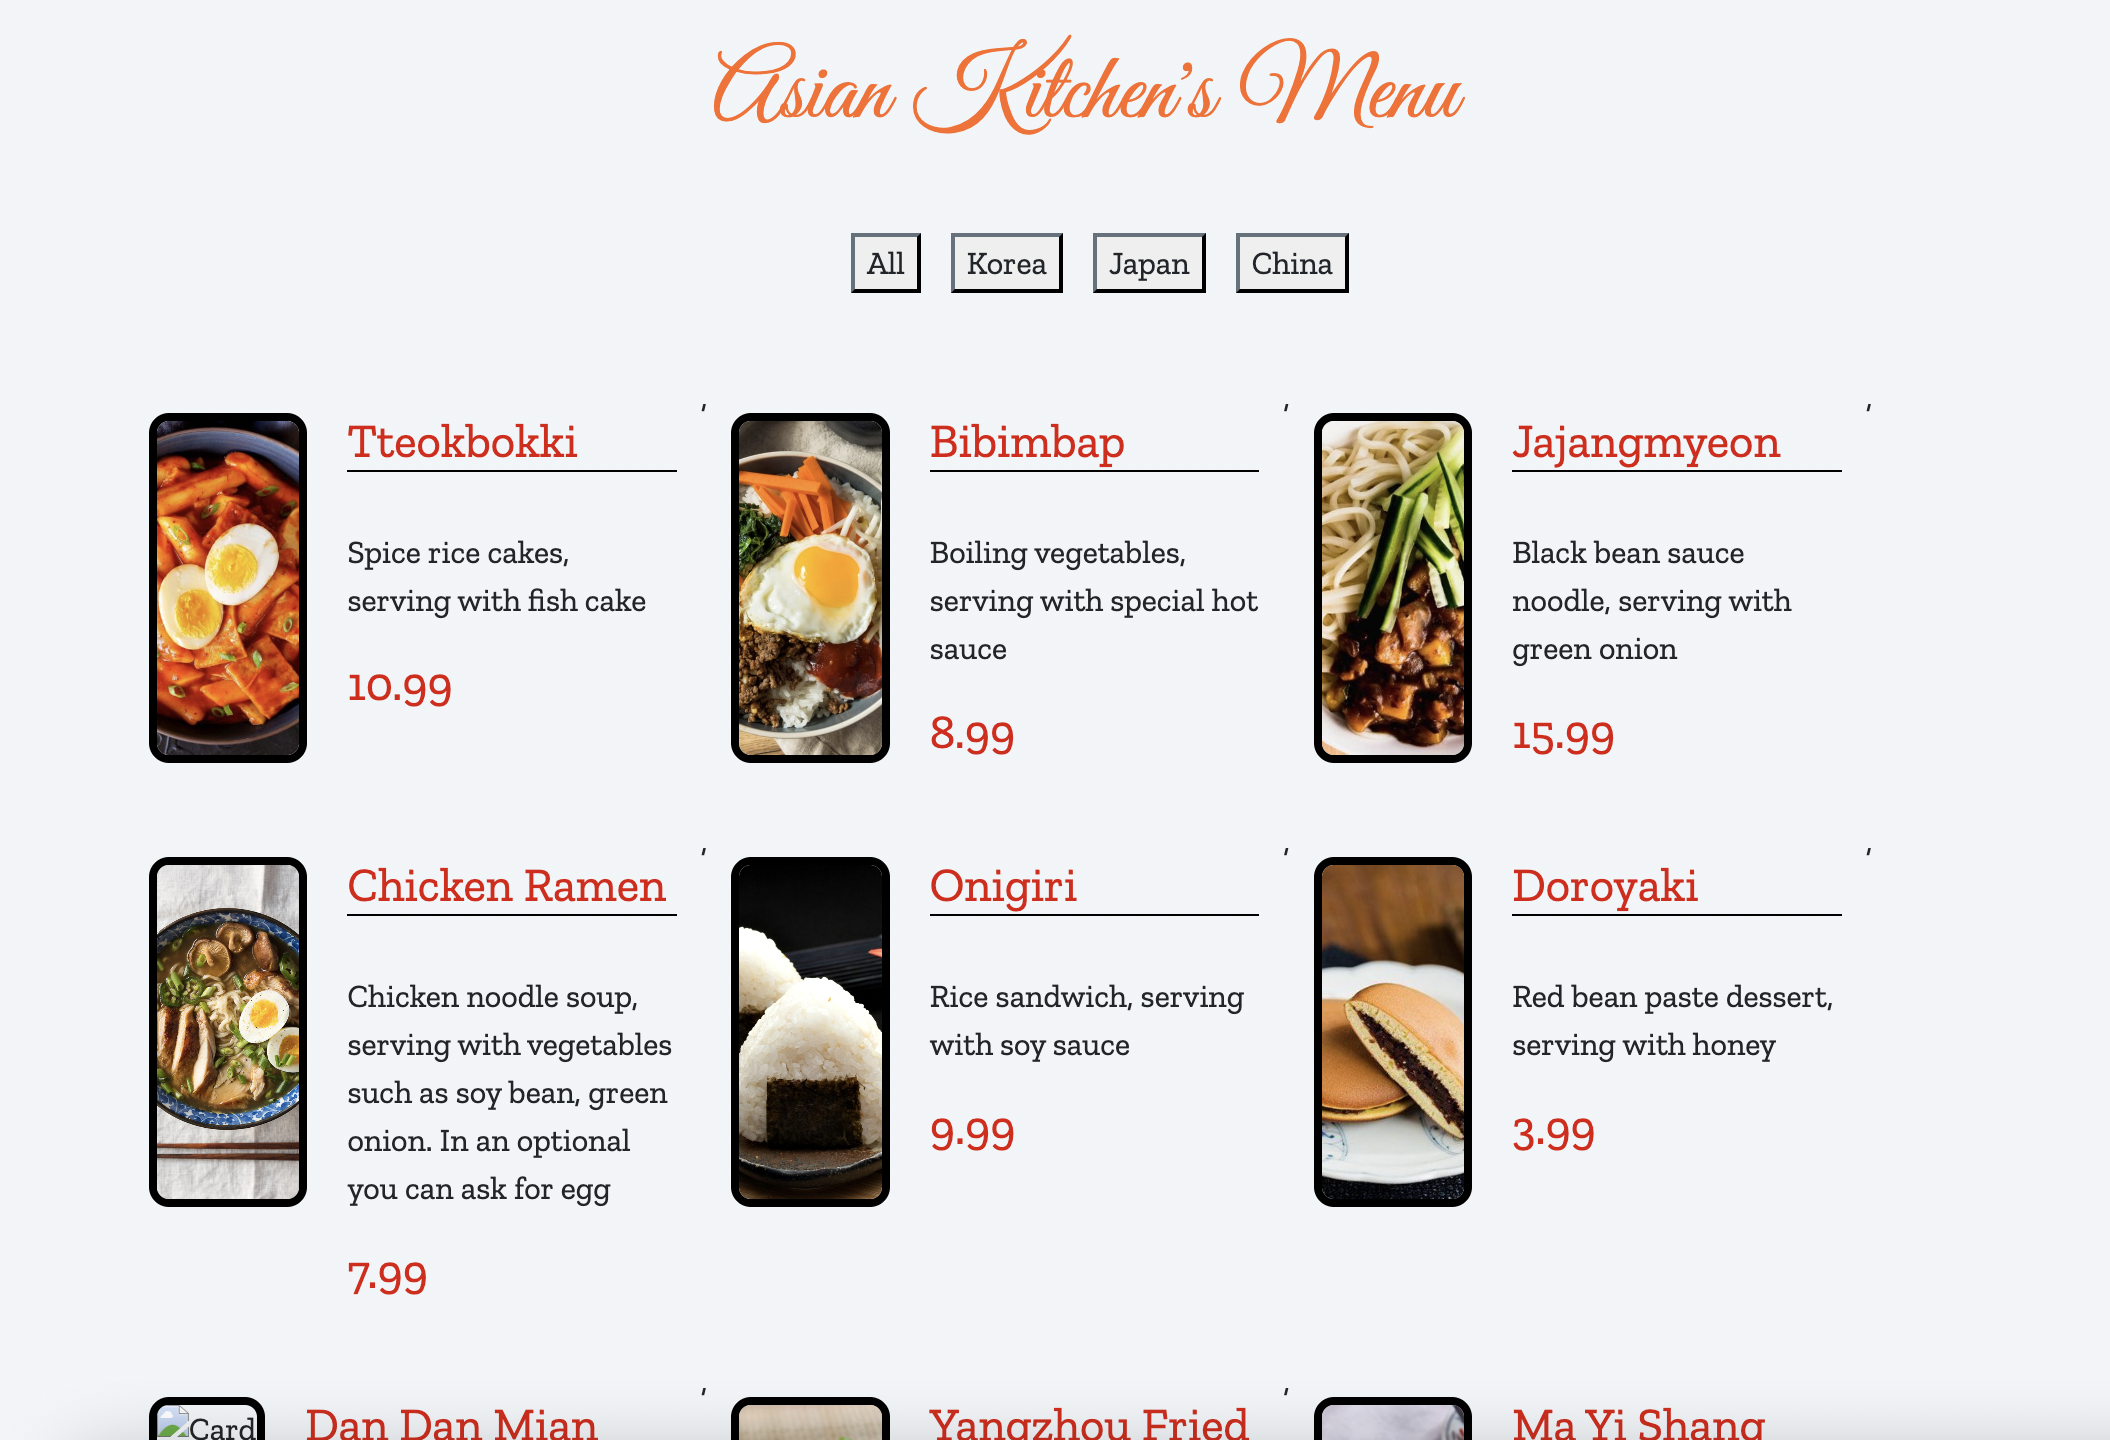 Asian Kitchen's Menu
All Korea Japan China
Tteokbokki
Spice rice cakes,
serving with fish cake
10.99
,
Bibimbap
Boiling vegetables,
serving with special hot
sauce
8.99
,
Jajangmyeon
Black bean sauce
noodle, serving with
green onion
15.99
,
Chicken Ramen
Chicken noodle soup,
serving with vegetables
such as soy bean, green
onion. In an optional
you can ask for egg
7.99
,
Onigiri
Rice sandwich, serving
with soy sauce
9.99
,
Doroyaki
Red bean paste dessert,
serving with honey
3.99
,
Card
Dan Dan Mian
,
Yangzhou Fried
,
Ma Yi Shang